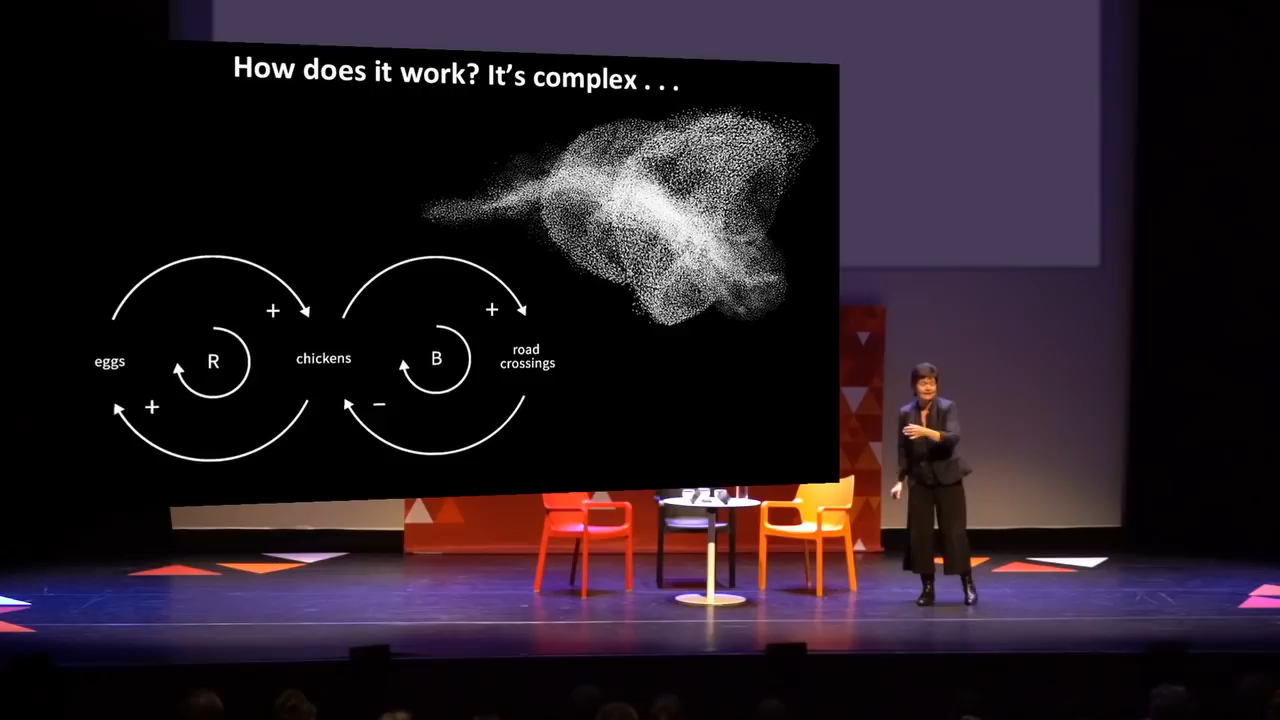 How does it work? It’s complex . . .
+
+
eggs
R
chickens
B
road
crossings
+
−